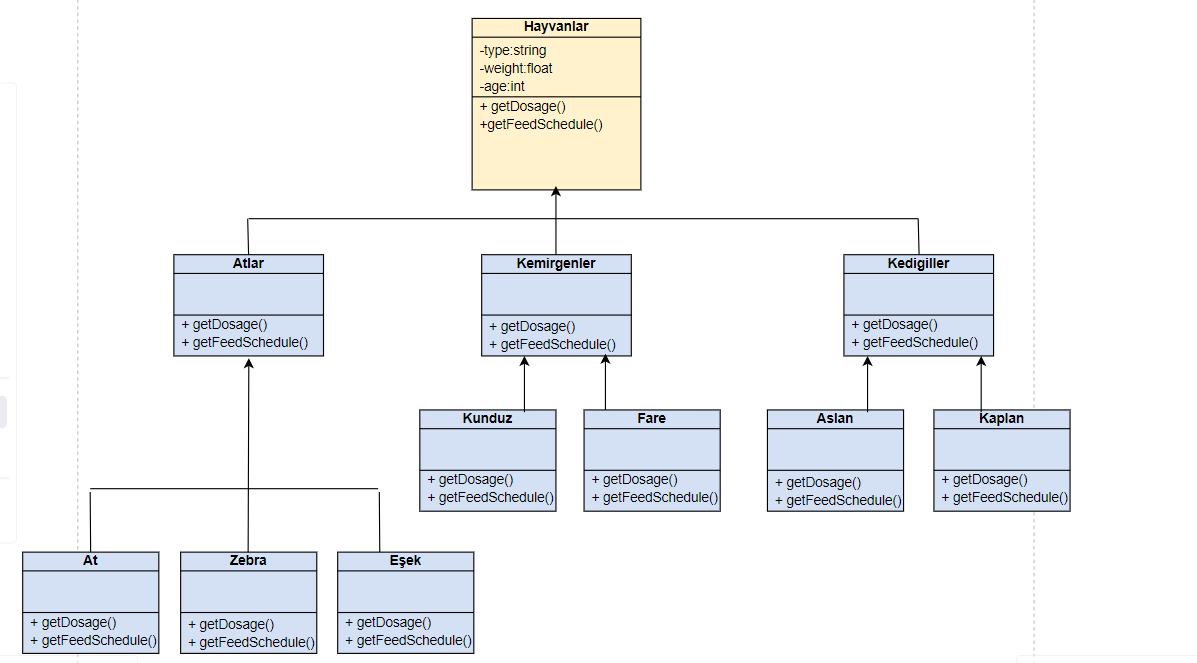 Hayvanlar
-type:string
-weight:float
-age:int
+ getDosage()
+getFeedSchedule()
Atlar
+ getDosage()
+ getFeedSchedule()
Kemirgenler
+ getDosage()
+ getFeedSchedule()
Kedigiller
+ getDosage()
+ getFeedSchedule()
Kunduz
+ getDosage()
+ getFeedSchedule()
Fare
+ getDosage()
+ getFeedSchedule()
Aslan
+ getDosage()
+ getFeedSchedule()
Kaplan
+ getDosage()
+ getFeedSchedule()
At
+ getDosage()
+ getFeedSchedule()
Zebra
+ getDosage()
+ getFeedSchedule()
Eşek
+ getDosage()
+ getFeedSchedule()